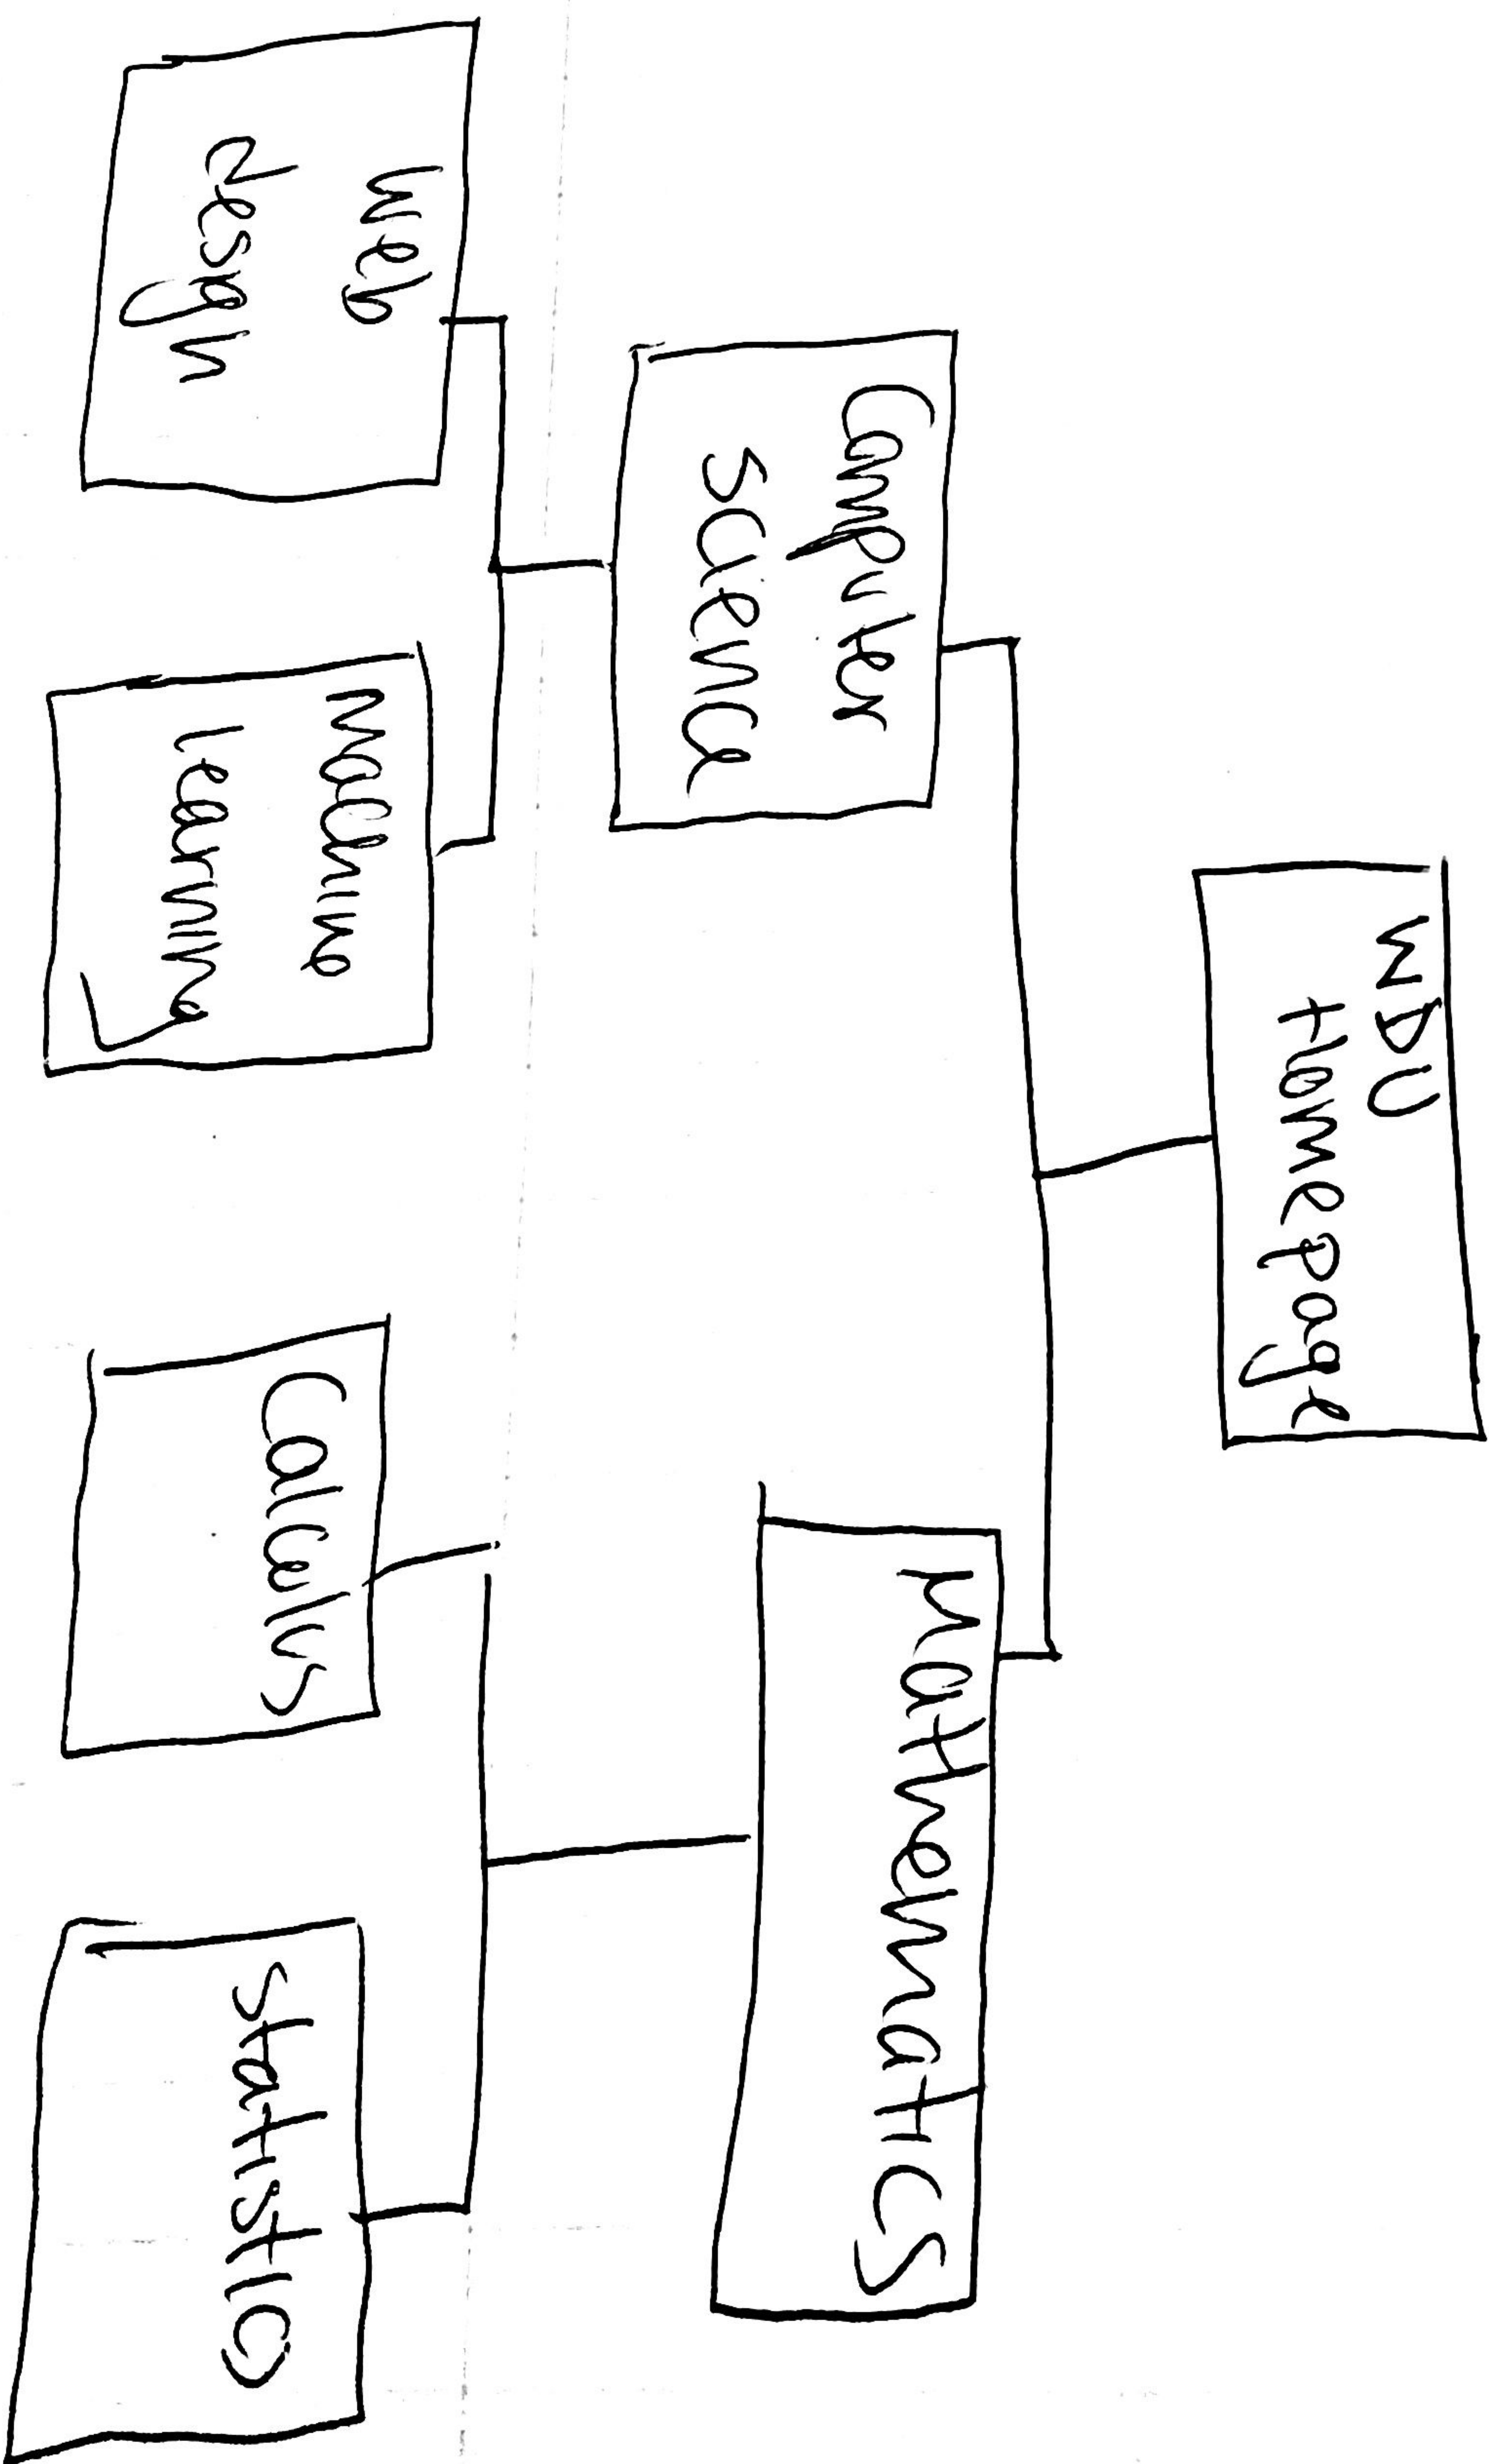 WDU
Homepage
Computer
science
Mathematics
Web
design
Machine
Learning
Calculus
Statistics